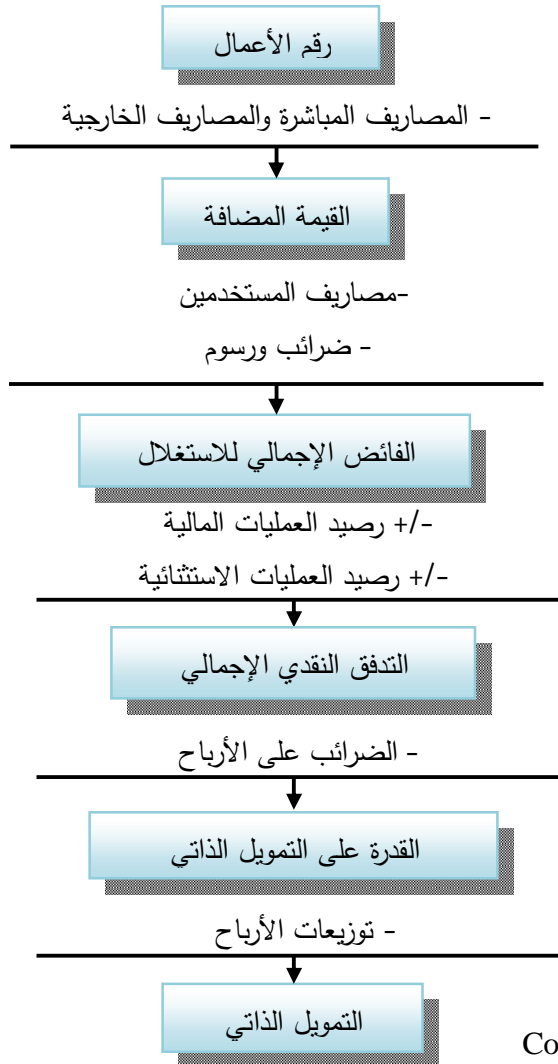 رقم الأعمال
- المصاريف المباشرة والمصاريف الخارجية
القيمة المضافة
-مصاريف المستخدمين
- ضرائب ورسوم
الفائض الإجمالي للاستغلال
+/- رصيد العمليات المالية
+/- رصيد العمليات الاستثنائية
التدفق النقدي الإجمالي
- الضرائب على الأرباح
القدرة على التمويل الذاتي
- توزيعات الأرباح
التمويل الذاتي
Co